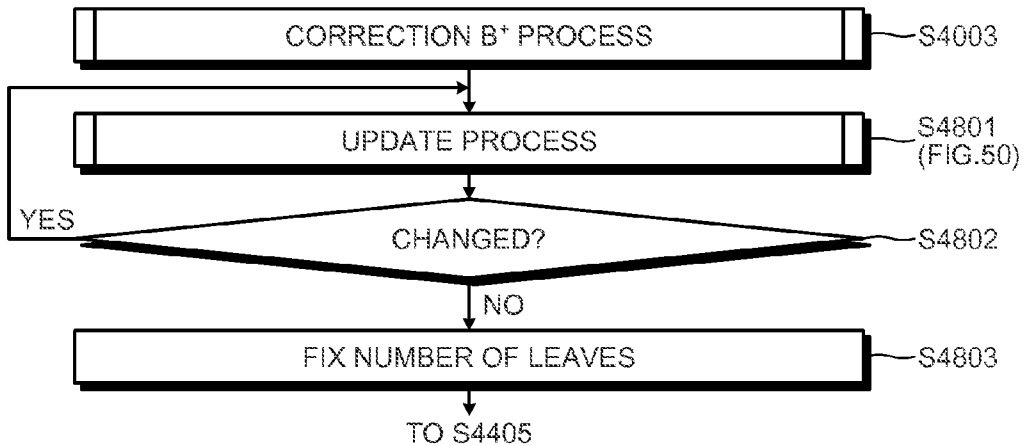 CORRECTION B⁺ PROCESS
S4003
UPDATE PROCESS
S4801
(FIG.50)
YES
CHANGED?
S4802
NO
FIX NUMBER OF LEAVES
S4803
TO S4405